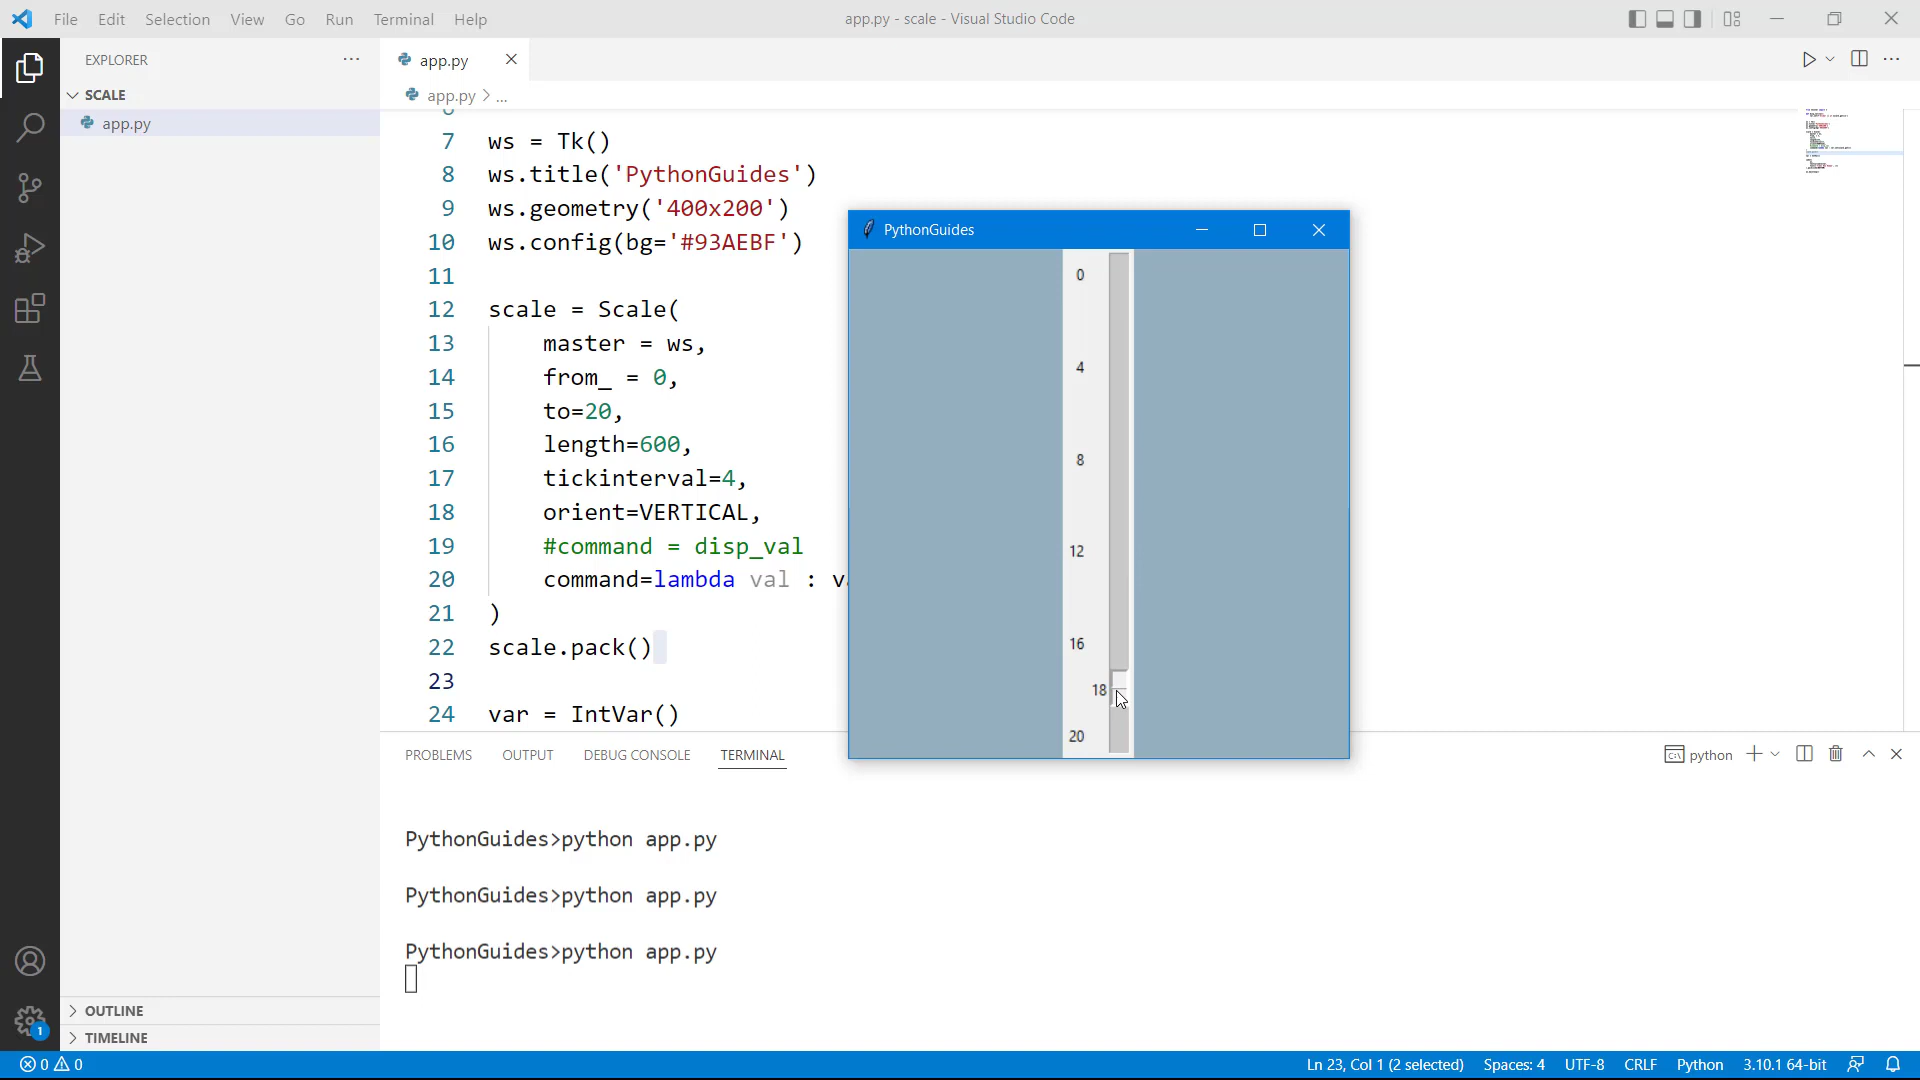 File Edit Selection View Go Run Terminal Help
app.py - scale - Visual Studio Code
EXPLORER
SCALE
app.py
app.py
app.py > ...
7 ws = Tk()
8 ws.title('PythonGuides')
9 ws.geometry('400x200')
10 ws.config(bg='#93AEBF')
11
12 scale = Scale(
13 master = ws,
14 from_ = 0,
15 to=20,
16 length=600,
17 tickinterval=4,
18 orient=VERTICAL,
19 #command = disp_val
20 command=lambda val :
21 )
22 scale.pack()
23
24 var = IntVar()
PythonGuides
0
4
8
12
16
18
20
PROBLEMS OUTPUT DEBUG CONSOLE TERMINAL
python
PythonGuides>python app.py
PythonGuides>python app.py
PythonGuides>python app.py
OUTLINE
TIMELINE
1
0 0
Ln 23, Col 1 (2 selected) Spaces: 4 UTF-8 CRLF Python 3.10.1 64-bit